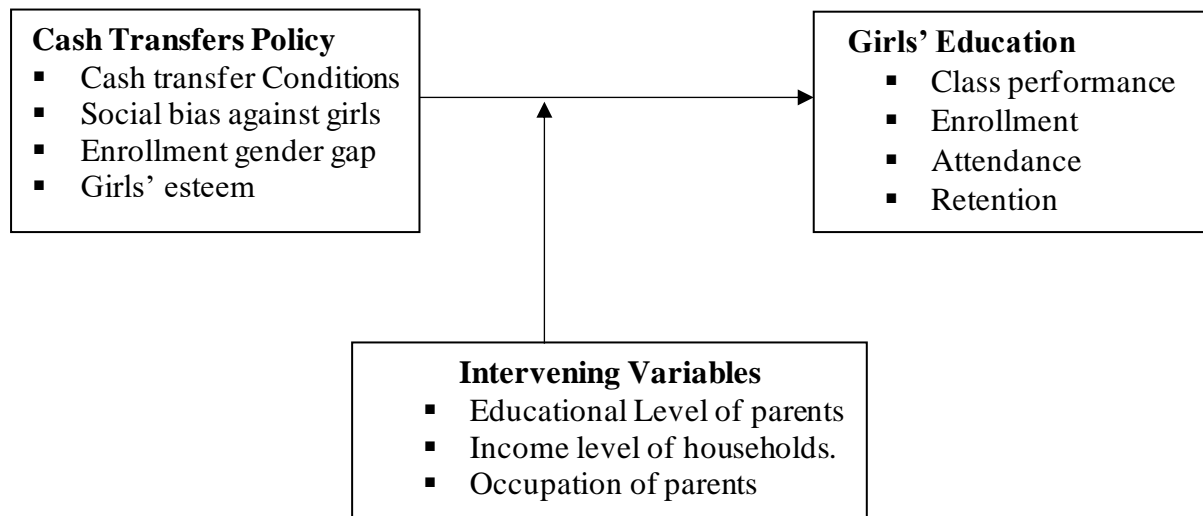 Cash Transfers Policy
▪ Cash transfer Conditions
▪ Social bias against girls
▪ Enrollment gender gap
▪ Girls’ esteem
Girls’ Education
▪ Class performance
▪ Enrollment
▪ Attendance
▪ Retention
Intervening Variables
▪ Educational Level of parents
▪ Income level of households.
▪ Occupation of parents